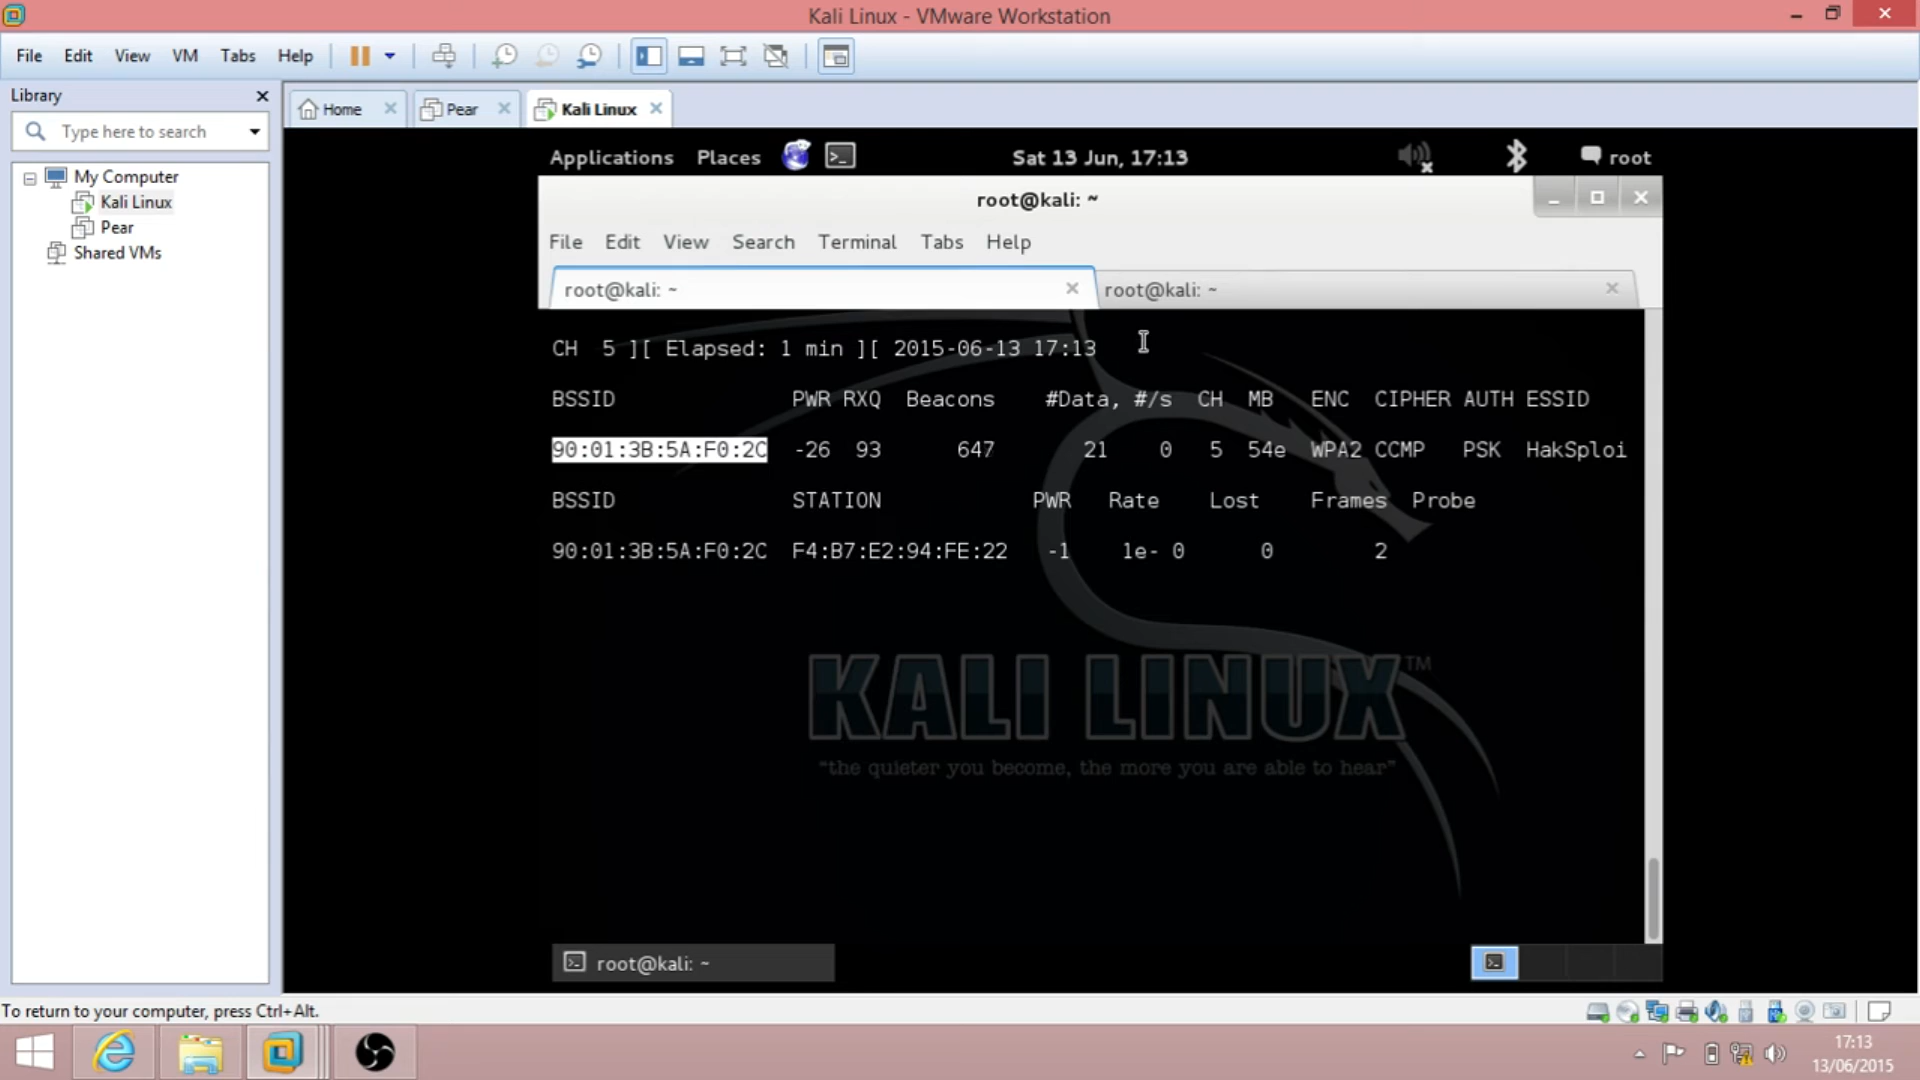 Kali Linux - VMware Workstation
File Edit View VM Tabs Help
Library
Home Pear Kali Linux
Type here to search
My Computer
Kali Linux
Pear
Shared VMs
Applications Places Sat 13 Jun, 17:13 root
root@kali: ~
File Edit View Search Terminal Tabs Help
root@kali: ~ root@kali: ~
CH 5 ][ Elapsed: 1 min ][ 2015-06-13 17:13
BSSID PWR RXQ Beacons #Data, #/s CH MB ENC CIPHER AUTH ESSID
90:01:3B:5A:F0:2C -26 93 647 21 0 5 54e WPA2 CCMP PSK HakSploi
BSSID STATION PWR Rate Lost Frames Probe
90:01:3B:5A:F0:2C F4:B7:E2:94:FE:22 -1 1e- 0 0 2
KALI LINUX™
“the quieter you become, the more you are able to hear”
root@kali: ~
To return to your computer, press Ctrl+Alt.
17:13
13/06/2015